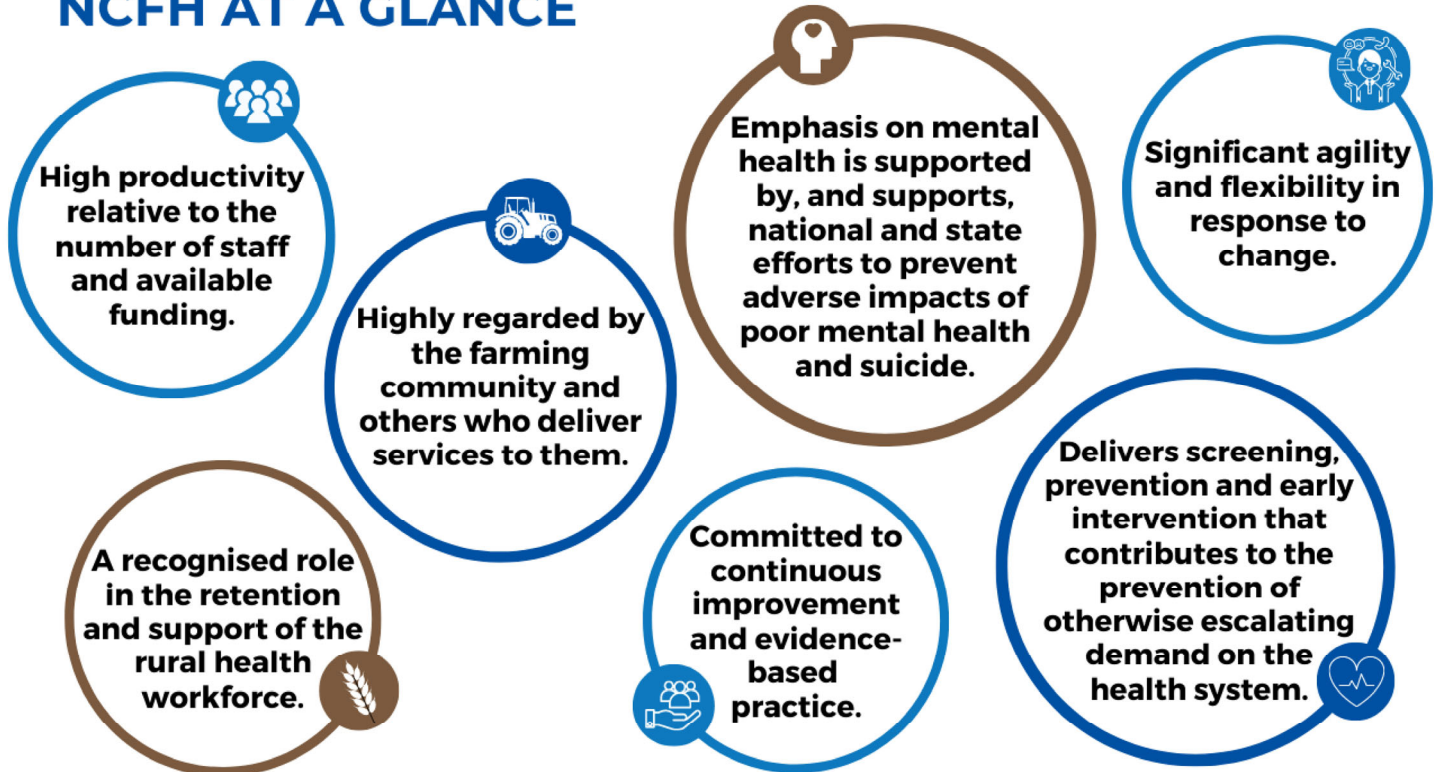 NCFH AT A GLANCE
High productivity
relative to the
number of staff
and available
funding.
Highly regarded by
the farming
community and
others who deliver
services to them.
Emphasis on mental
health is supported
by, and supports,
national and state
efforts to prevent
adverse impacts of
poor mental health
and suicide.
Significant agility
and flexibility in
response to
change.
A recognised role
in the retention
and support of the
rural health
workforce.
Committed to
continuous
improvement
and evidence-
based
practice.
Delivers screening,
prevention and early
intervention that
contributes to the
prevention of
otherwise escalating
demand on the
health system.